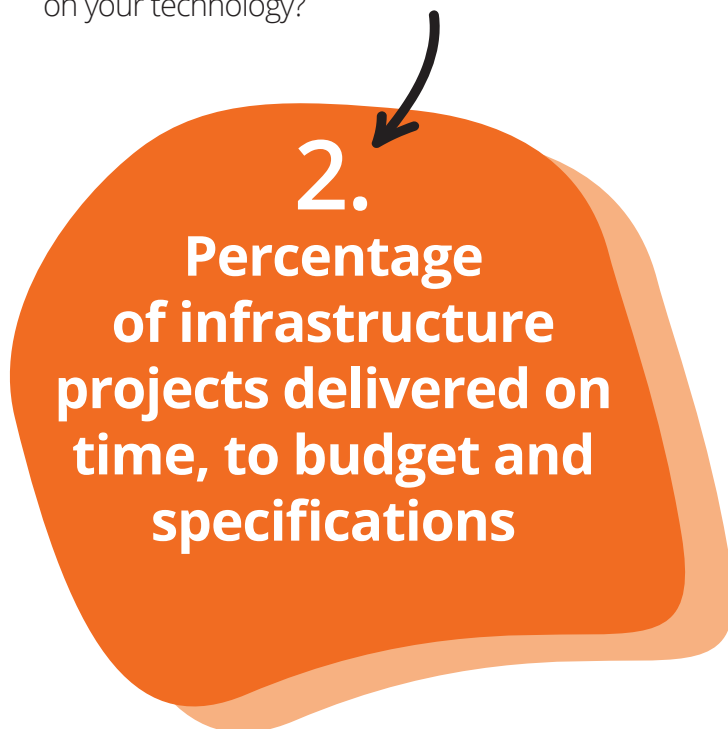 on your technology?
2.
Percentage
of infrastructure
projects delivered on
time, to budget and
specifications